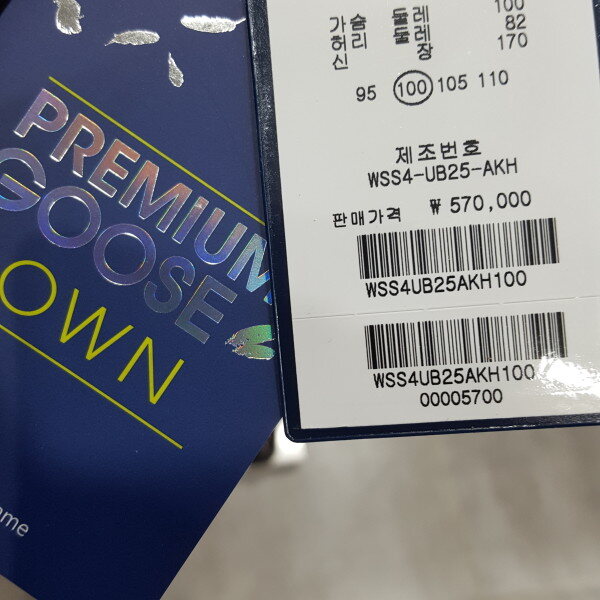 PREMIUM
GOOSE
OWN
me
가슴 둘레 100
허리 둘레 82
신 장 170
95 100 105 110
제조번호
WSS4-UB25-AKH
판매가격 ₩ 570,000
WSS4UB25AKH100
WSS4UB25AKH100
00005700